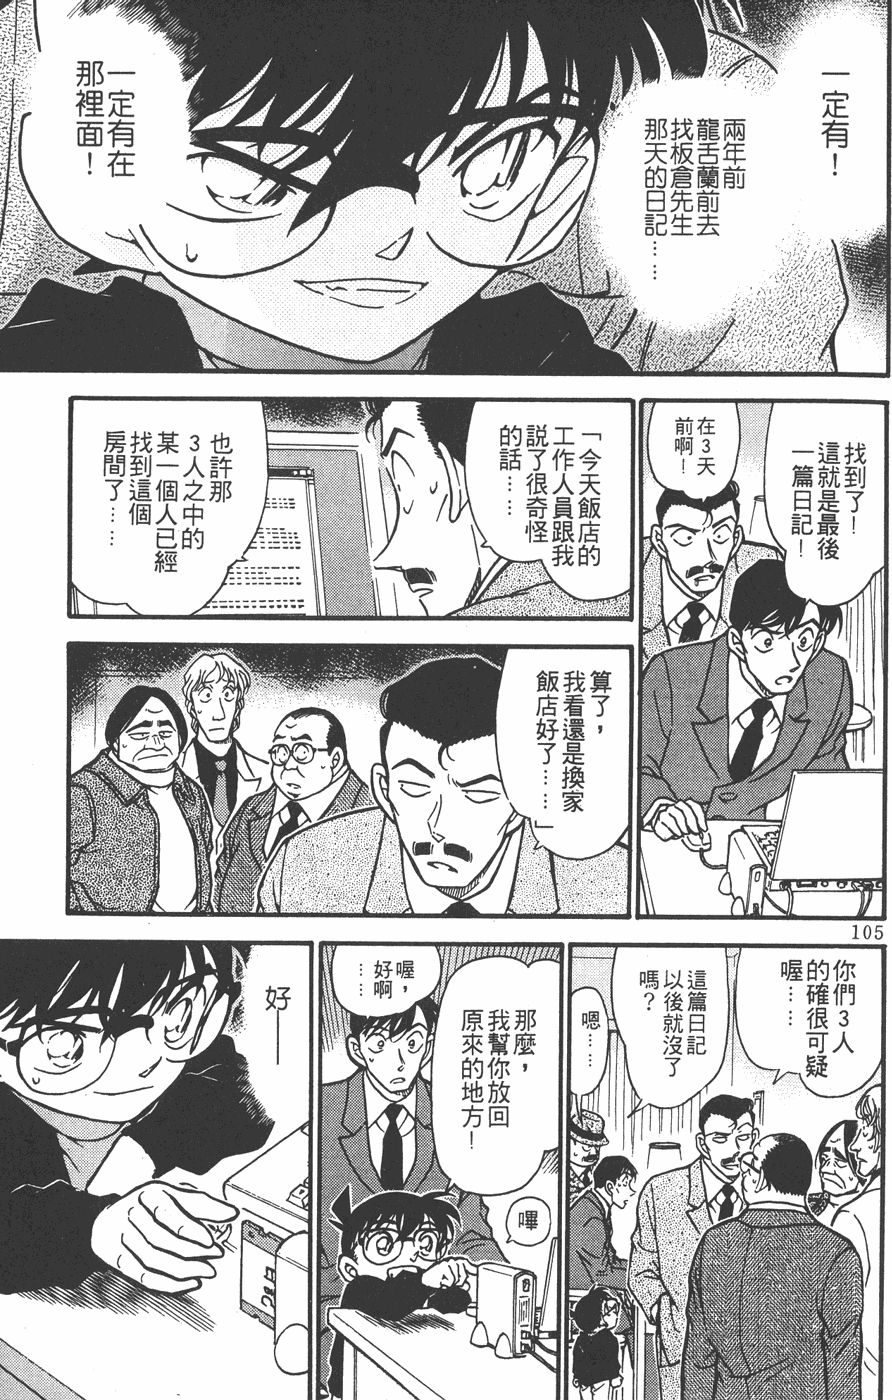 一定有！
兩年前
龍舌蘭前去
找板倉先生
那天的日記……
一定有在
那裡面！
找到了！
這就是最後
一篇日記！
在3天
前啊！
「今天飯店的
工作人員跟我
說了很奇怪
的話……
也許那
3人之中的
某一個人已經
找到這個
房間了……
算了，
我看還是換家
飯店好了……」
105
你們3人
的確很可疑
喔……
這篇日記
以後就沒了
嗎？
嗯……
那麼，
我幫你放回
原來的地方！
嗶
喔，
好啊
……
好—